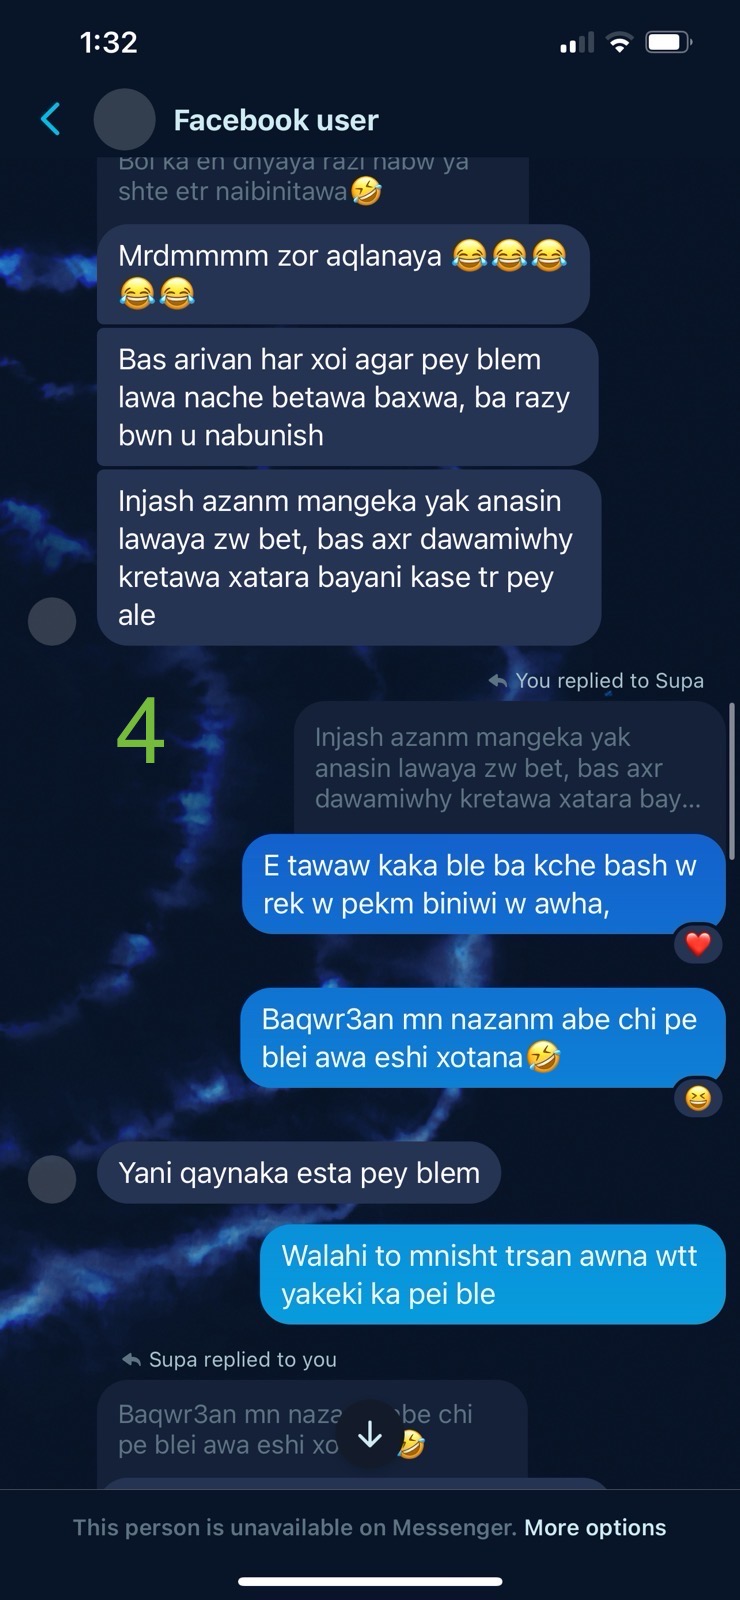 1:32
Facebook user
Boi ka en dnyaya razi nabw ya
shte etr naibinitawa🤣
Mrdmmmm zor aqlanaya 😂😂😂
😂😂
Bas arivan har xoi agar pey blem
lawa nache betawa baxwa, ba razy
bwn u nabunish
Injash azanm mangeka yak anasin
lawaya zw bet, bas axr dawamiwhy
kretawa xatara bayani kase tr pey
ale
4
You replied to Supa
Injash azanm mangeka yak
anasin lawaya zw bet, bas axr
dawamiwhy kretawa xatara bay...
E tawaw kaka ble ba kche bash w
rek w pekm biniwi w awha,
❤️
Baqwr3an mn nazanm abe chi pe
blei awa eshi xotana🤣
😆
Yani qaynaka esta pey blem
Walahi to mnisht trsan awna wtt
yakeki ka pei ble
Supa replied to you
Baqwr3an mn abe chi
pe blei awa eshi 🤣
This person is unavailable on Messenger. More options